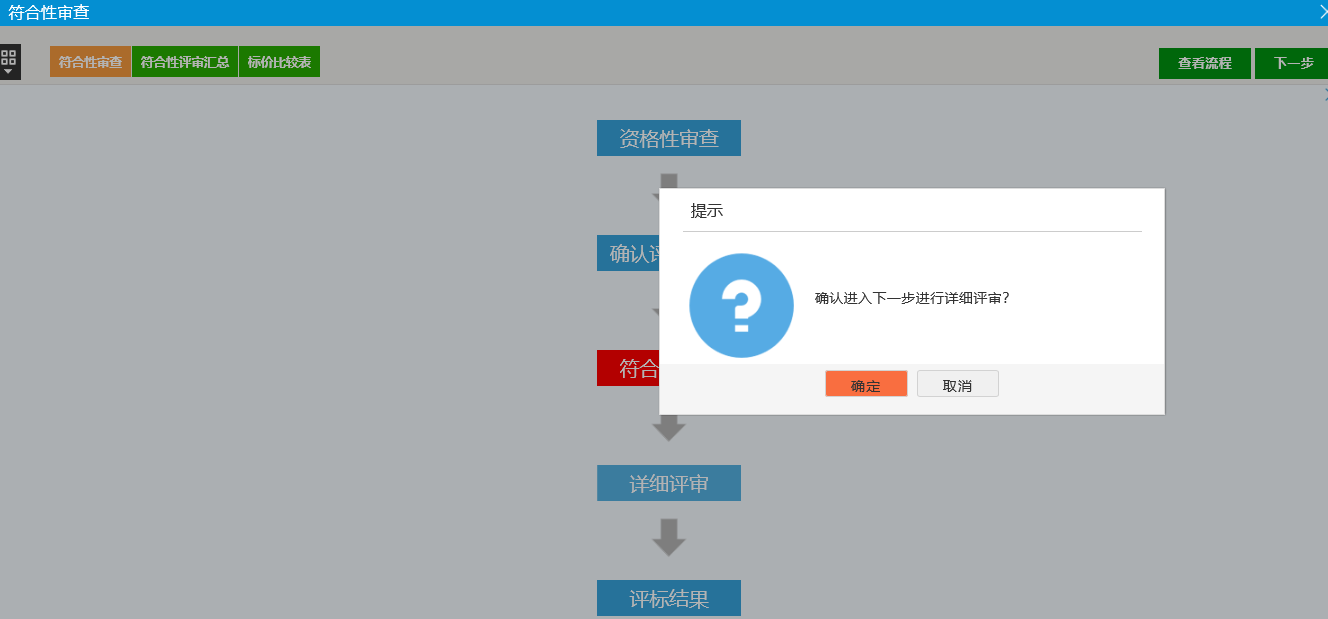 符合性审查
符合性审查 符合性评审汇总 标价比较表 查看流程 下一步
资格性审查
提示
确认评
确认进入下一步进行详细评审?
符合
确定 取消
详细评审
评标结果